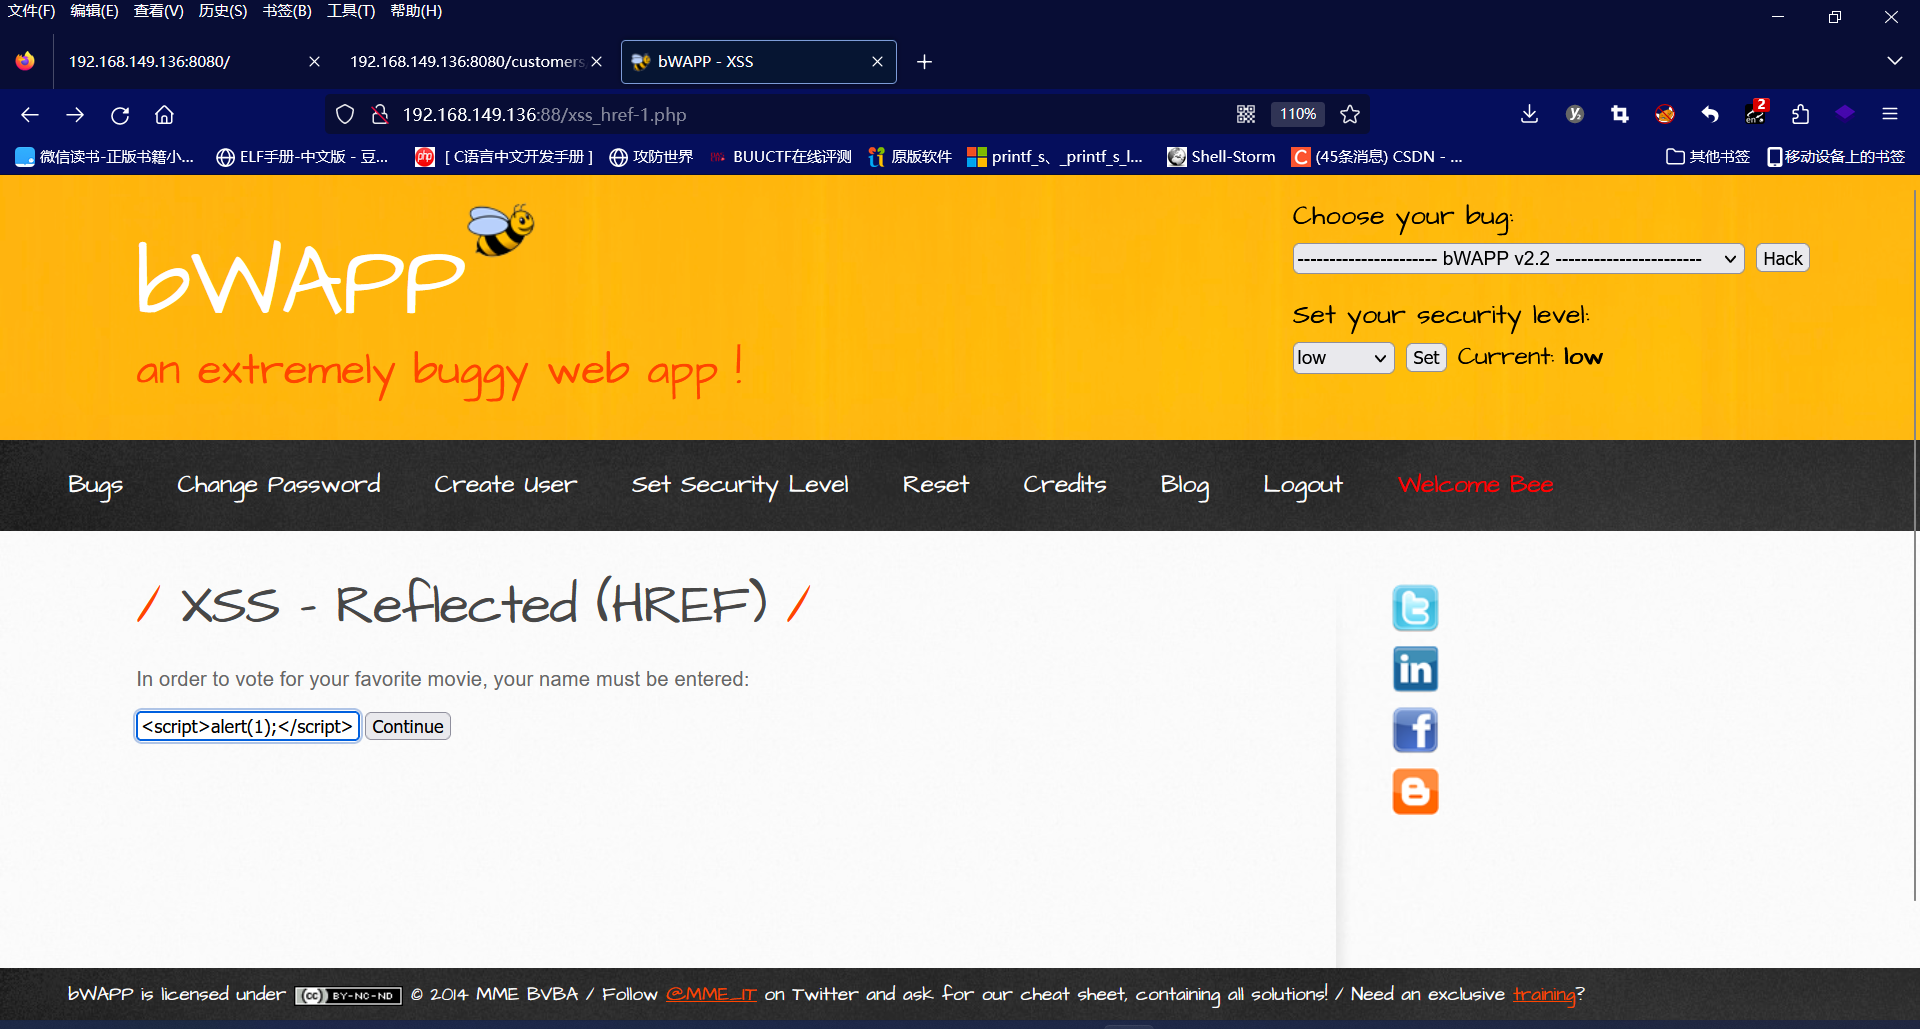 文件(F) 编辑(E) 查看(V) 历史(S) 书签(B) 工具(T) 帮助(H)
192.168.149.136:8080/ 192.168.149.136:8080/customers bWAPP - XSS
192.168.149.136:88/xss_href-1.php 110% 2
微信读书-正版书籍小... ELF手册-中文版 - 豆... php [ C语言中文开发手册 ] 攻防世界 BUUCTF在线评测 原版软件 printf_s、_printf_s_l... Shell-Storm C (45条消息) CSDN - ... 其他书签 移动设备上的书签
Choose your bug:
---------------------- bWAPP v2.2 ----------------------- Hack
bWAPP
Set your security level:
low Set Current: low
an extremely buggy web app !
Bugs Change Password Create User Set Security Level Reset Credits Blog Logout Welcome Bee
/ XSS - Reflected (HREF) /
In order to vote for your favorite movie, your name must be entered:
<script>alert(1);</script> Continue
bWAPP is licensed under (cc) BY-NC-ND © 2014 MME BVBA / Follow @MME_IT on Twitter and ask for our cheat sheet, containing all solutions! / Need an exclusive training?